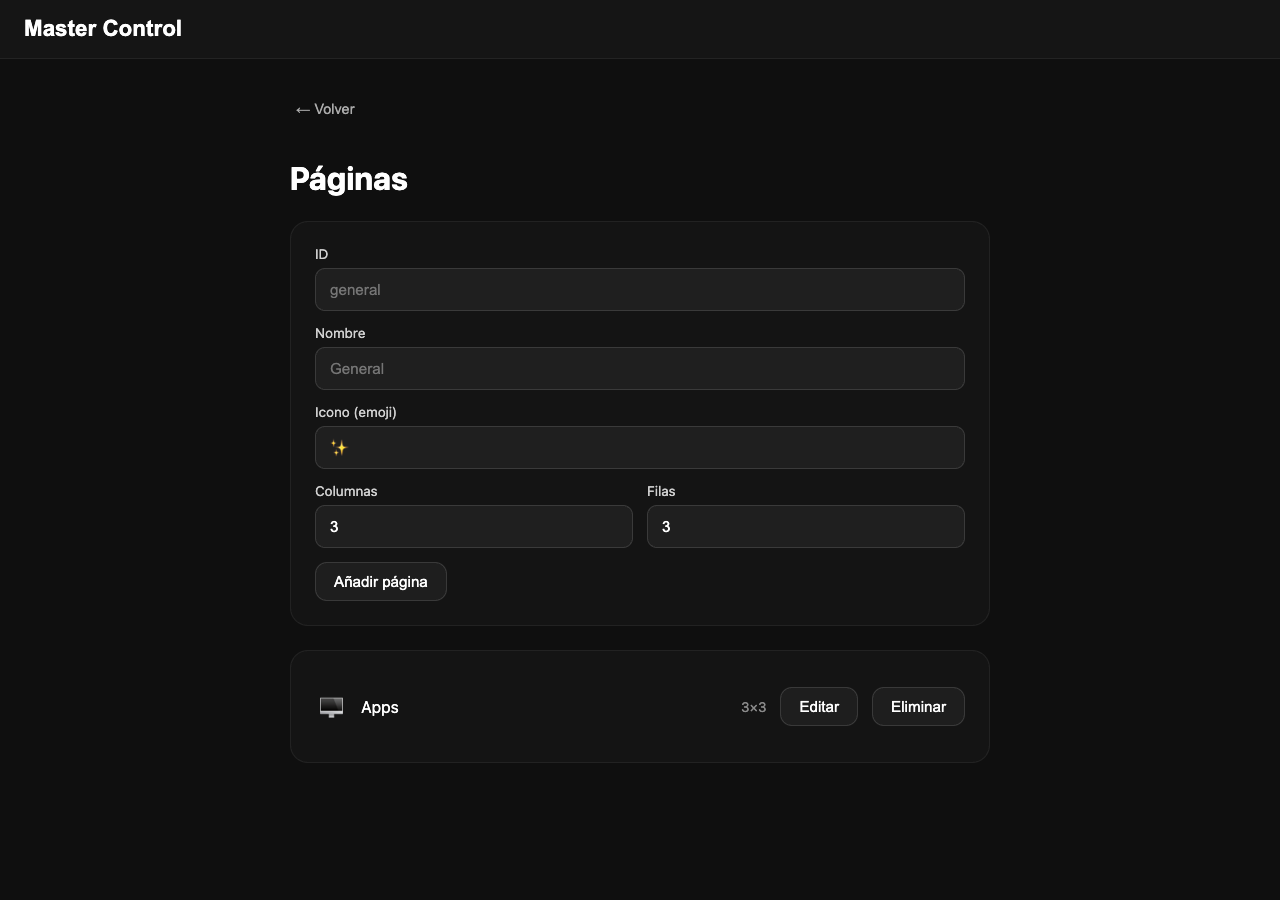 Master Control
← Volver
Páginas
ID
general
Nombre
General
Icono (emoji)
✨
Columnas
Filas
3
3
Añadir página
🖥️ Apps 3×3 Editar Eliminar